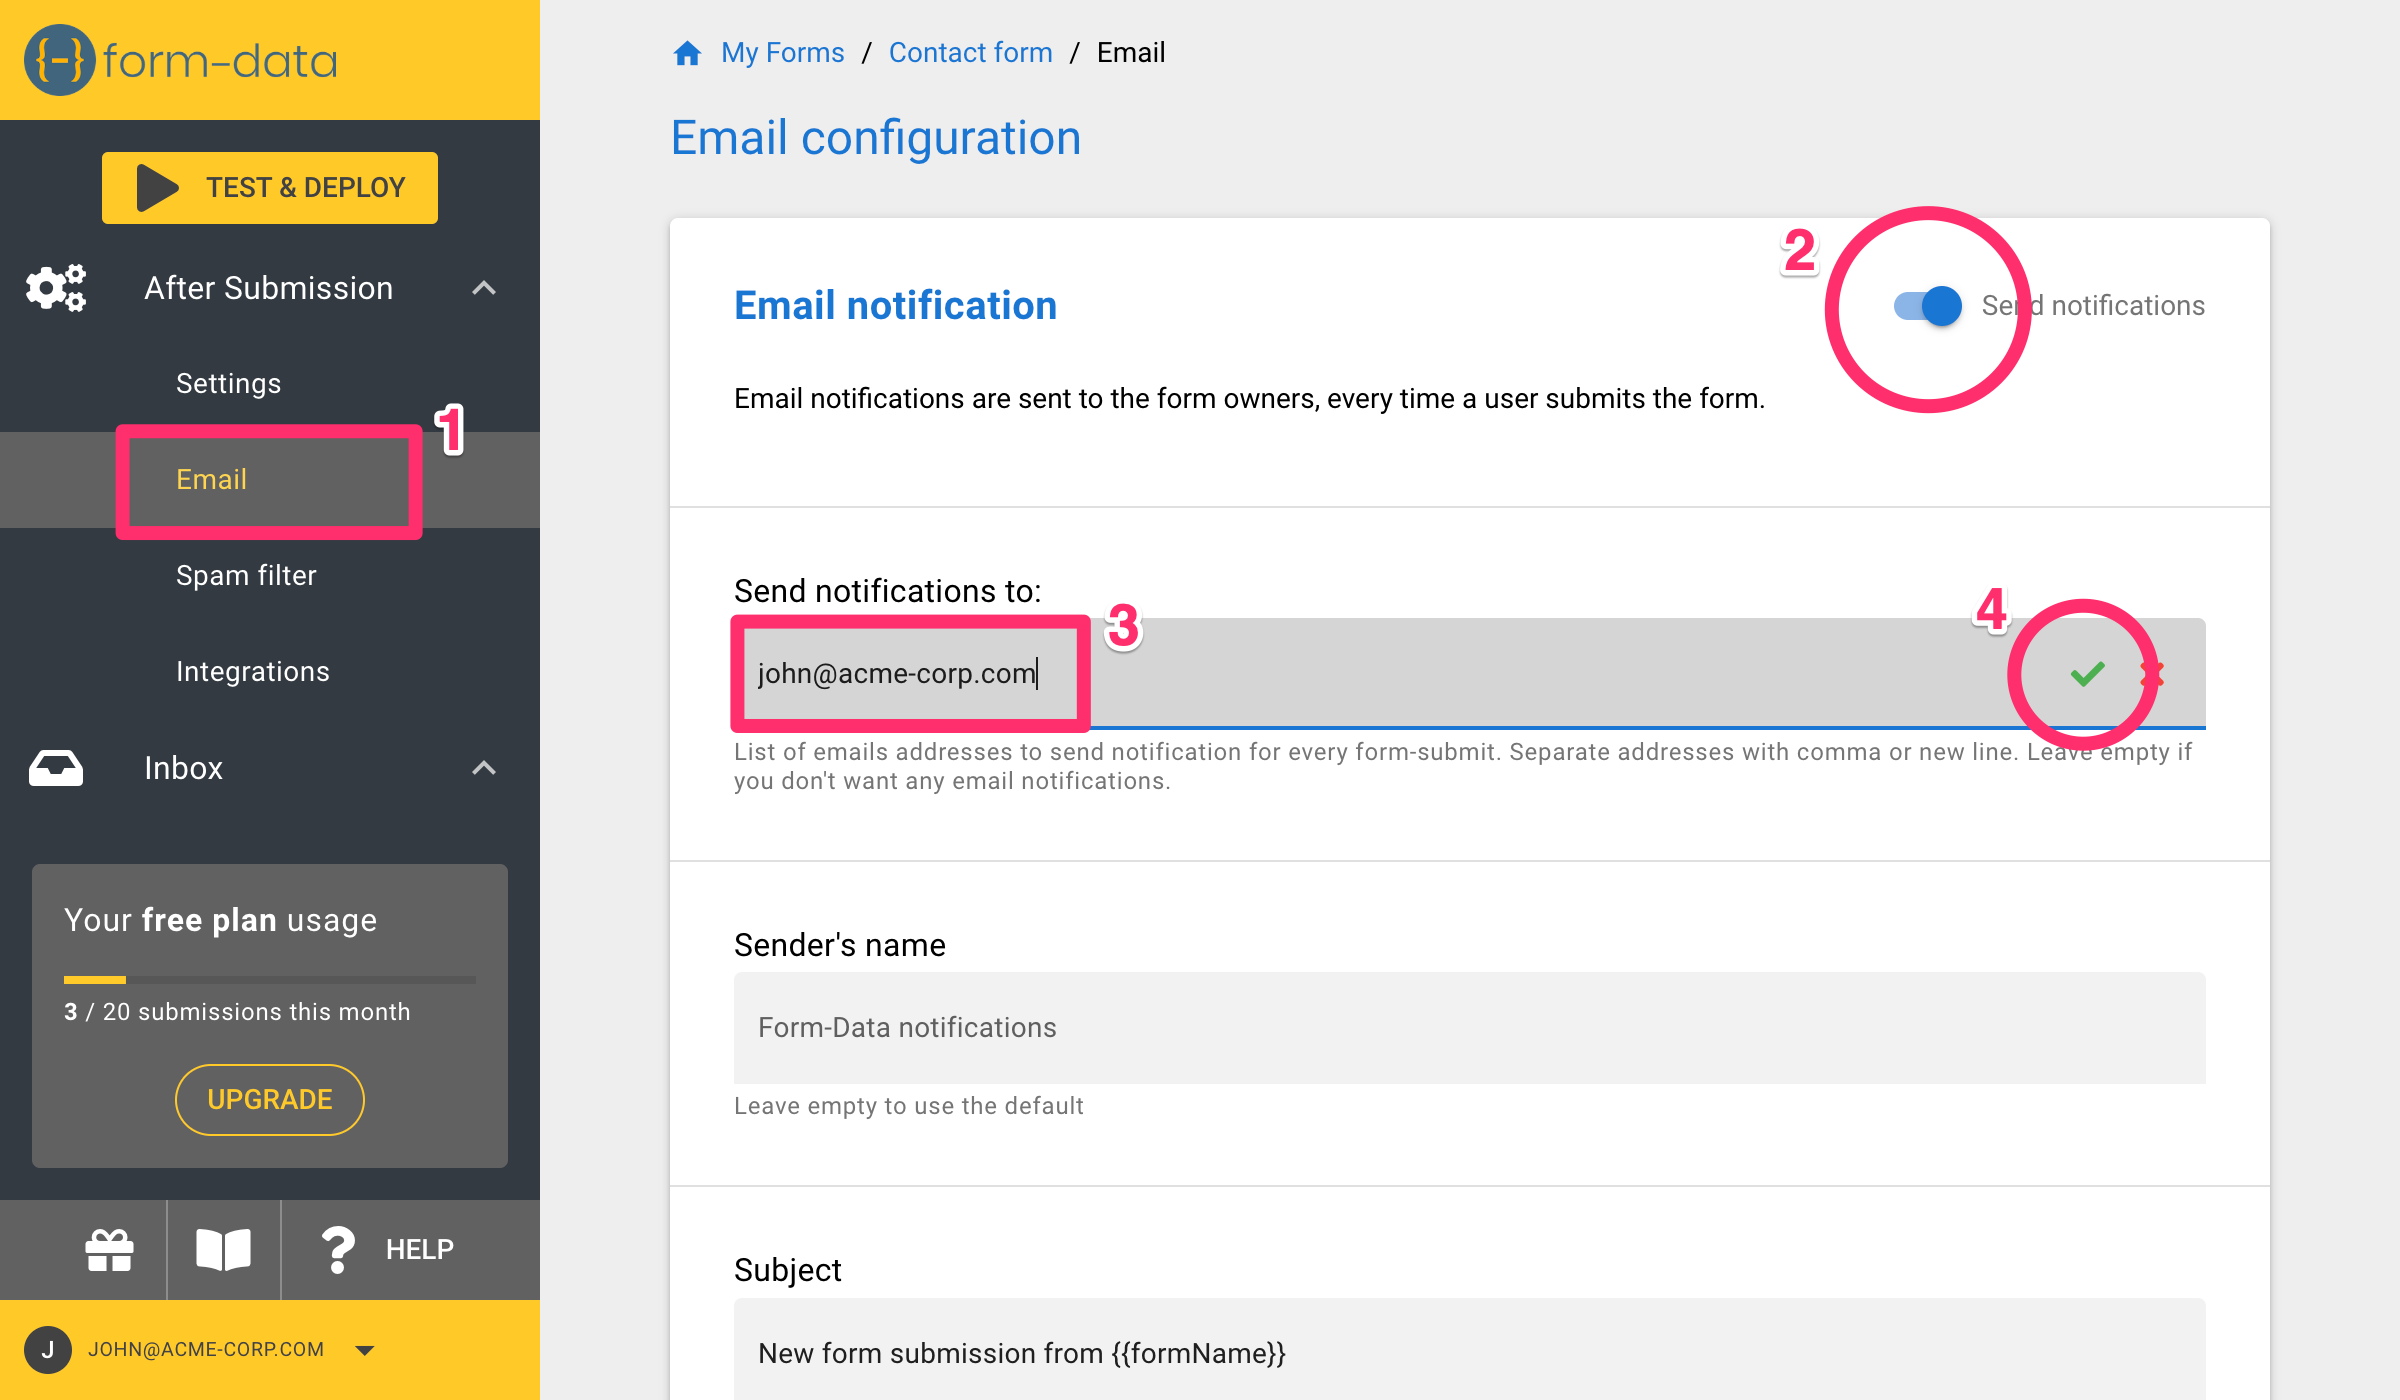 {-} form-data
TEST & DEPLOY
After Submission
Settings
1
Email
Spam filter
Integrations
Inbox
Your free plan usage
3 / 20 submissions this month
UPGRADE
? HELP
J JOHN@ACME-CORP.COM
My Forms / Contact form / Email
Email configuration
2
Email notification
Send notifications
Email notifications are sent to the form owners, every time a user submits the form.
Send notifications to:
3
4
john@acme-corp.com
List of emails addresses to send notification for every form-submit. Separate addresses with comma or new line. Leave empty if
you don't want any email notifications.
Sender's name
Form-Data notifications
Leave empty to use the default
Subject
New form submission from {{formName}}